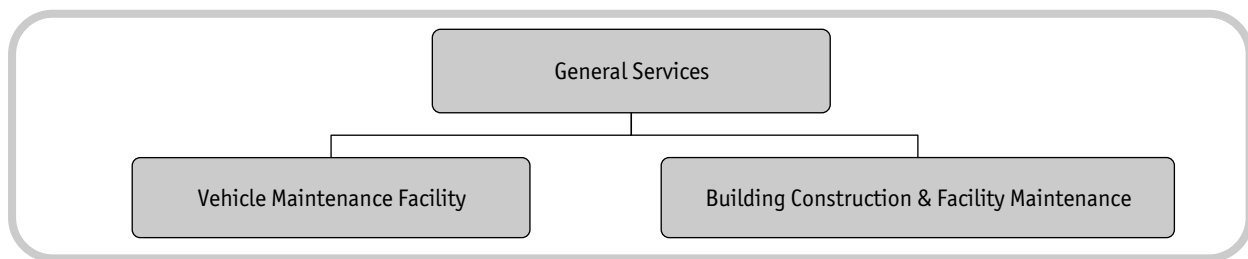 General Services
Vehicle Maintenance Facility
Building Construction & Facility Maintenance